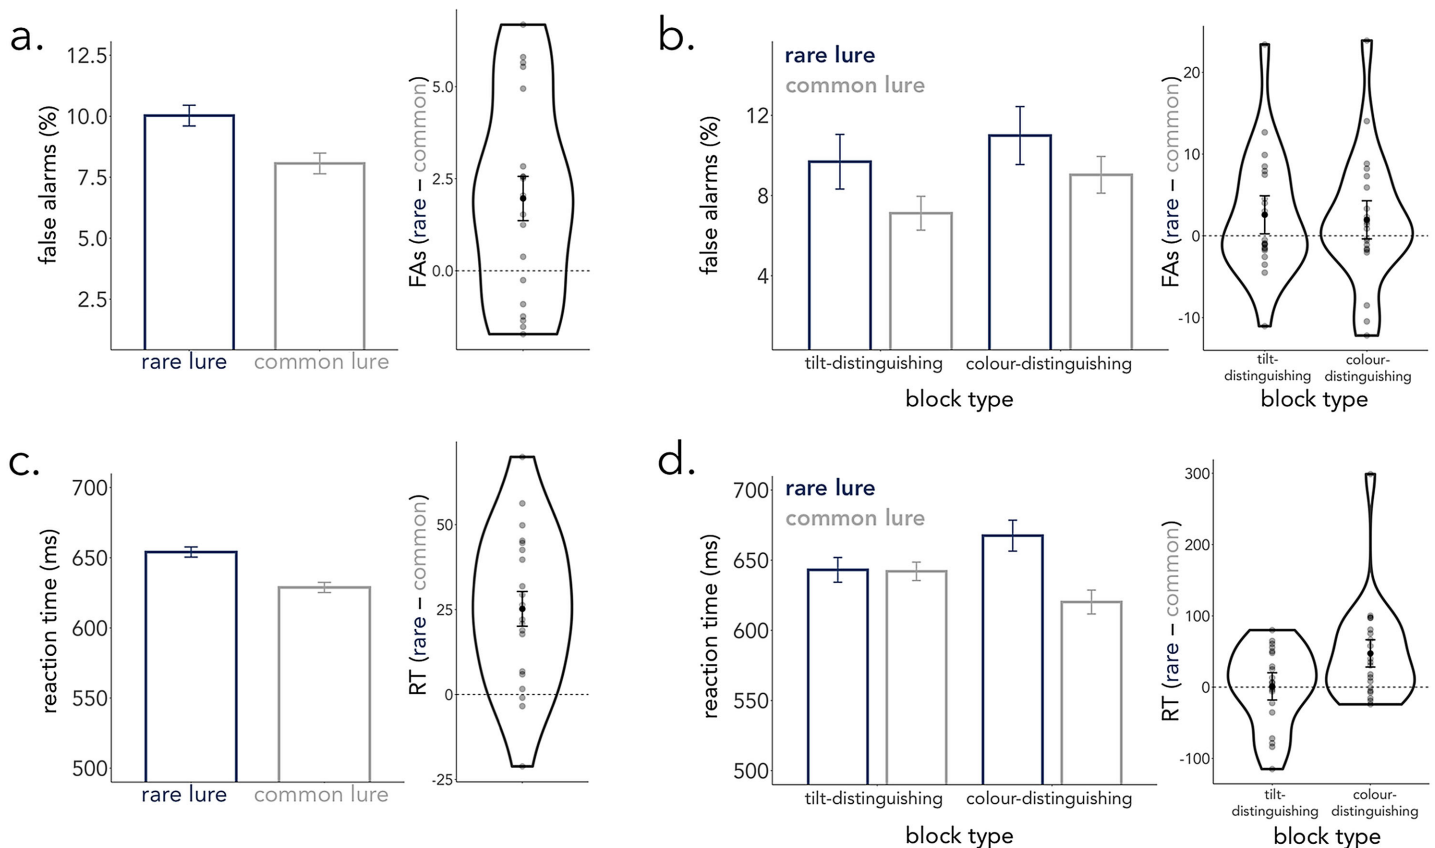 a.
false alarms (%)
12.5
10.0
7.5
5.0
2.5
rare lure
common lure
FAs (rare – common)
5.0
2.5
0.0
b.
rare lure
common lure
false alarms (%)
12
8
4
tilt-distinguishing
colour-distinguishing
block type
FAs (rare – common)
20
10
0
-10
tilt-
distinguishing
colour-
distinguishing
block type
c.
reaction time (ms)
700
650
600
550
500
rare lure
common lure
RT (rare – common)
50
25
0
-25
d.
rare lure
common lure
reaction time (ms)
700
650
600
550
500
tilt-distinguishing
colour-distinguishing
block type
RT (rare – common)
300
200
100
0
-100
tilt-
distinguishing
colour-
distinguishing
block type